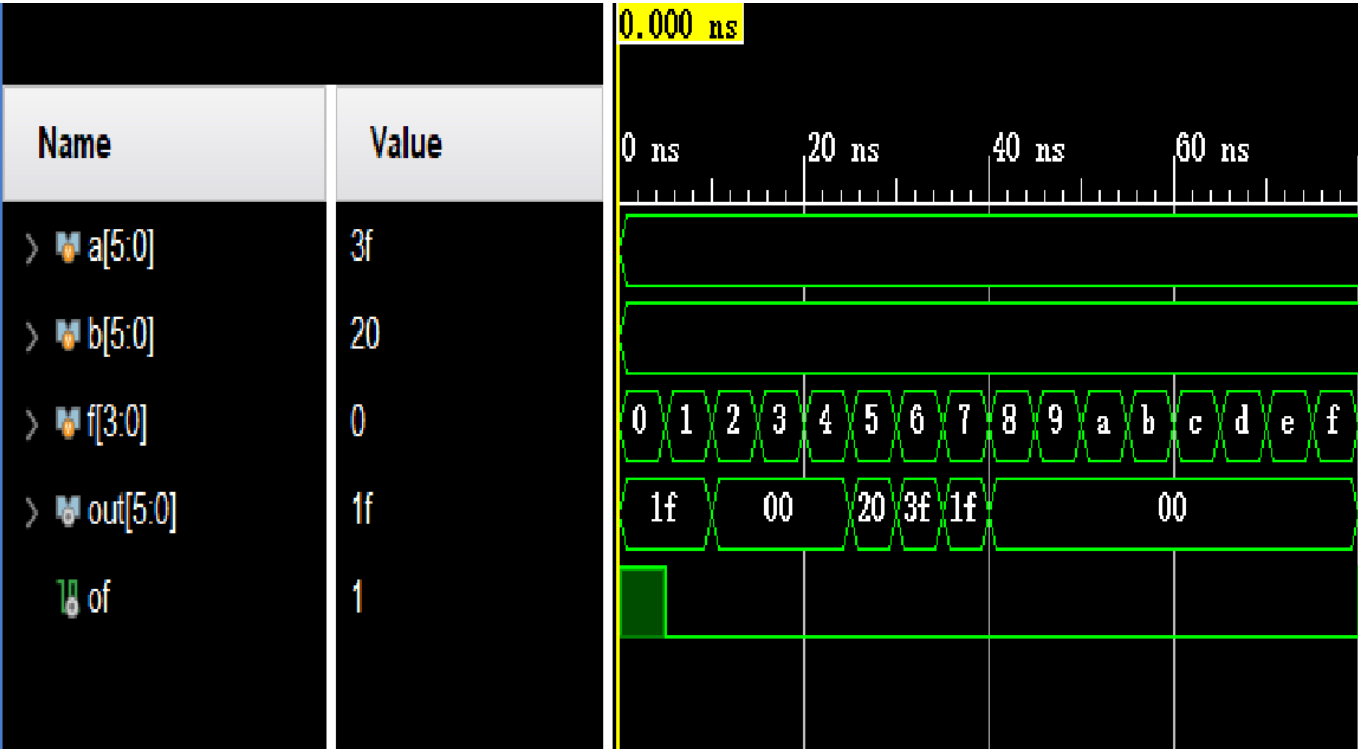 0.000 ns
Name Value 0 ns 20 ns 40 ns 60 ns
a[5:0] 3f
b[5:0] 20
f[3:0] 0 0 1 2 3 4 5 6 7 8 9 a b c d e f
out[5:0] 1f 1f 00 20 3f 1f 00
of 1